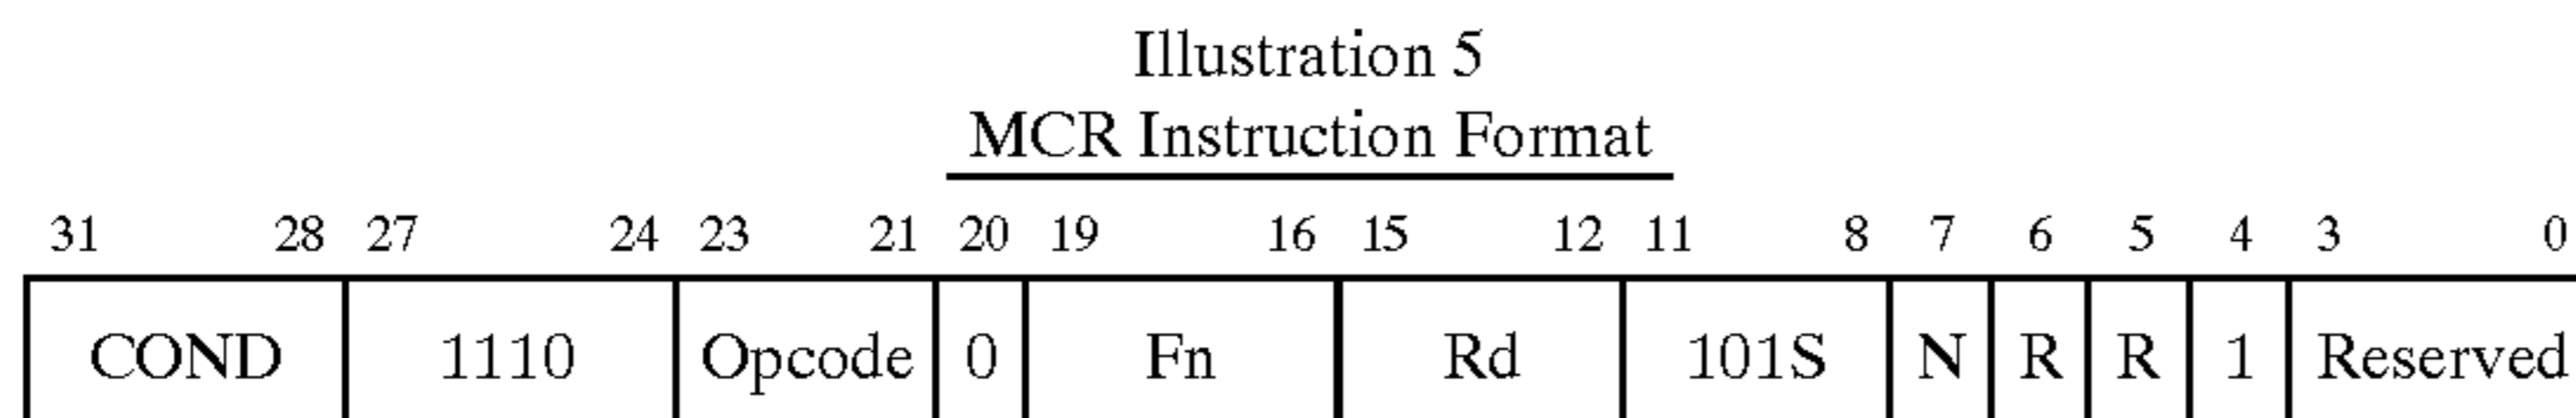 Illustration 5
MCR Instruction Format
31 28 27 24 23 21 20 19 16 15 12 11 8 7 6 5 4 3 0
COND 1110 Opcode 0 Fn Rd 101S N R R 1 Reserved